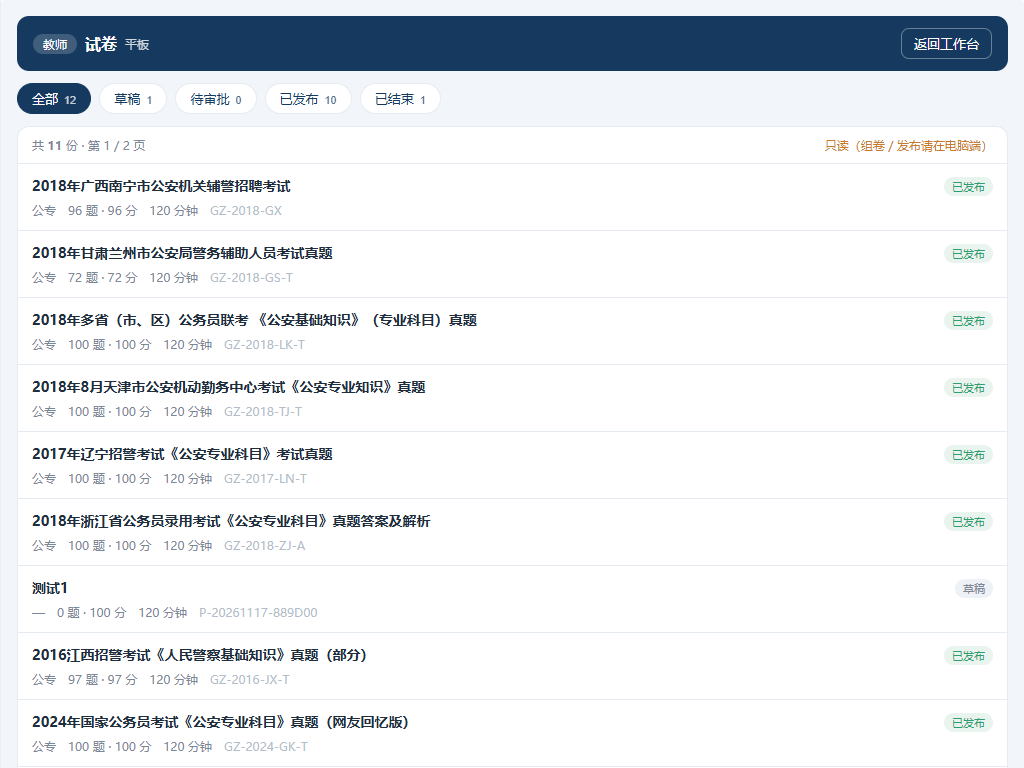 教师 试卷 平板 返回工作台
全部 12 草稿 1 待审批 0 已发布 10 已结束 1
共 11 份 · 第 1 / 2 页 只读（组卷 / 发布请在电脑端）
2018年广西南宁市公安机关辅警招聘考试 已发布
公专 96 题 · 96 分 120 分钟 GZ-2018-GX
2018年甘肃兰州市公安局警务辅助人员考试真题 已发布
公专 72 题 · 72 分 120 分钟 GZ-2018-GS-T
2018年多省（市、区）公务员联考 《公安基础知识》（专业科目）真题 已发布
公专 100 题 · 100 分 120 分钟 GZ-2018-LK-T
2018年8月天津市公安机动勤务中心考试《公安专业知识》真题 已发布
公专 100 题 · 100 分 120 分钟 GZ-2018-TJ-T
2017年辽宁招警考试《公安专业科目》考试真题 已发布
公专 100 题 · 100 分 120 分钟 GZ-2017-LN-T
2018年浙江省公务员录用考试《公安专业科目》真题答案及解析 已发布
公专 100 题 · 100 分 120 分钟 GZ-2018-ZJ-A
测试1 草稿
— 0 题 · 100 分 120 分钟 P-20261117-889D00
2016江西招警考试《人民警察基础知识》真题（部分） 已发布
公专 97 题 · 97 分 120 分钟 GZ-2016-JX-T
2024年国家公务员考试《公安专业科目》真题（网友回忆版） 已发布
公专 100 题 · 100 分 120 分钟 GZ-2024-GK-T